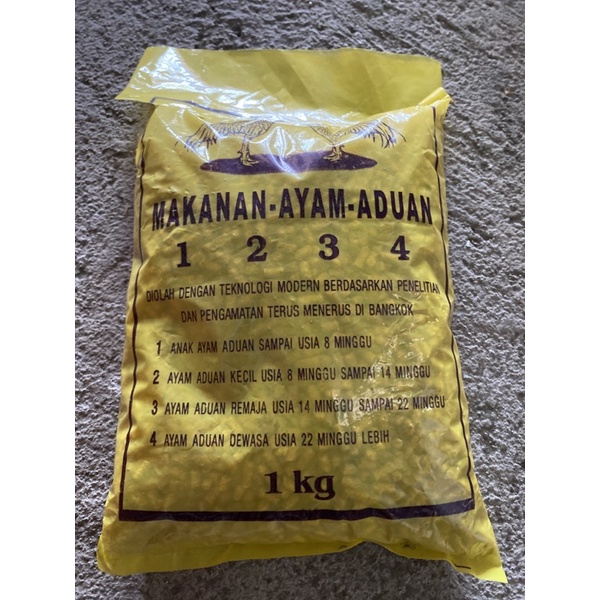 MAKANAN-AYAM-ADUAN
1 2 3 4
DIOLAH DENGAN TEKNOLOGI MODERN BERDASARKAN PENELITIAN
DAN PENGAMATAN TERUS MENERUS DI BANGKOK
1 ANAK AYAM ADUAN SAMPAI USIA 8 MINGGU
2 AYAM ADUAN KECIL USIA 8 MINGGU SAMPAI 14 MINGGU
3 AYAM ADUAN REMAJA USIA 14 MINGGU SAMPAI 22 MINGGU
4 AYAM ADUAN DEWASA USIA 22 MINGGU LEBIH
1 kg